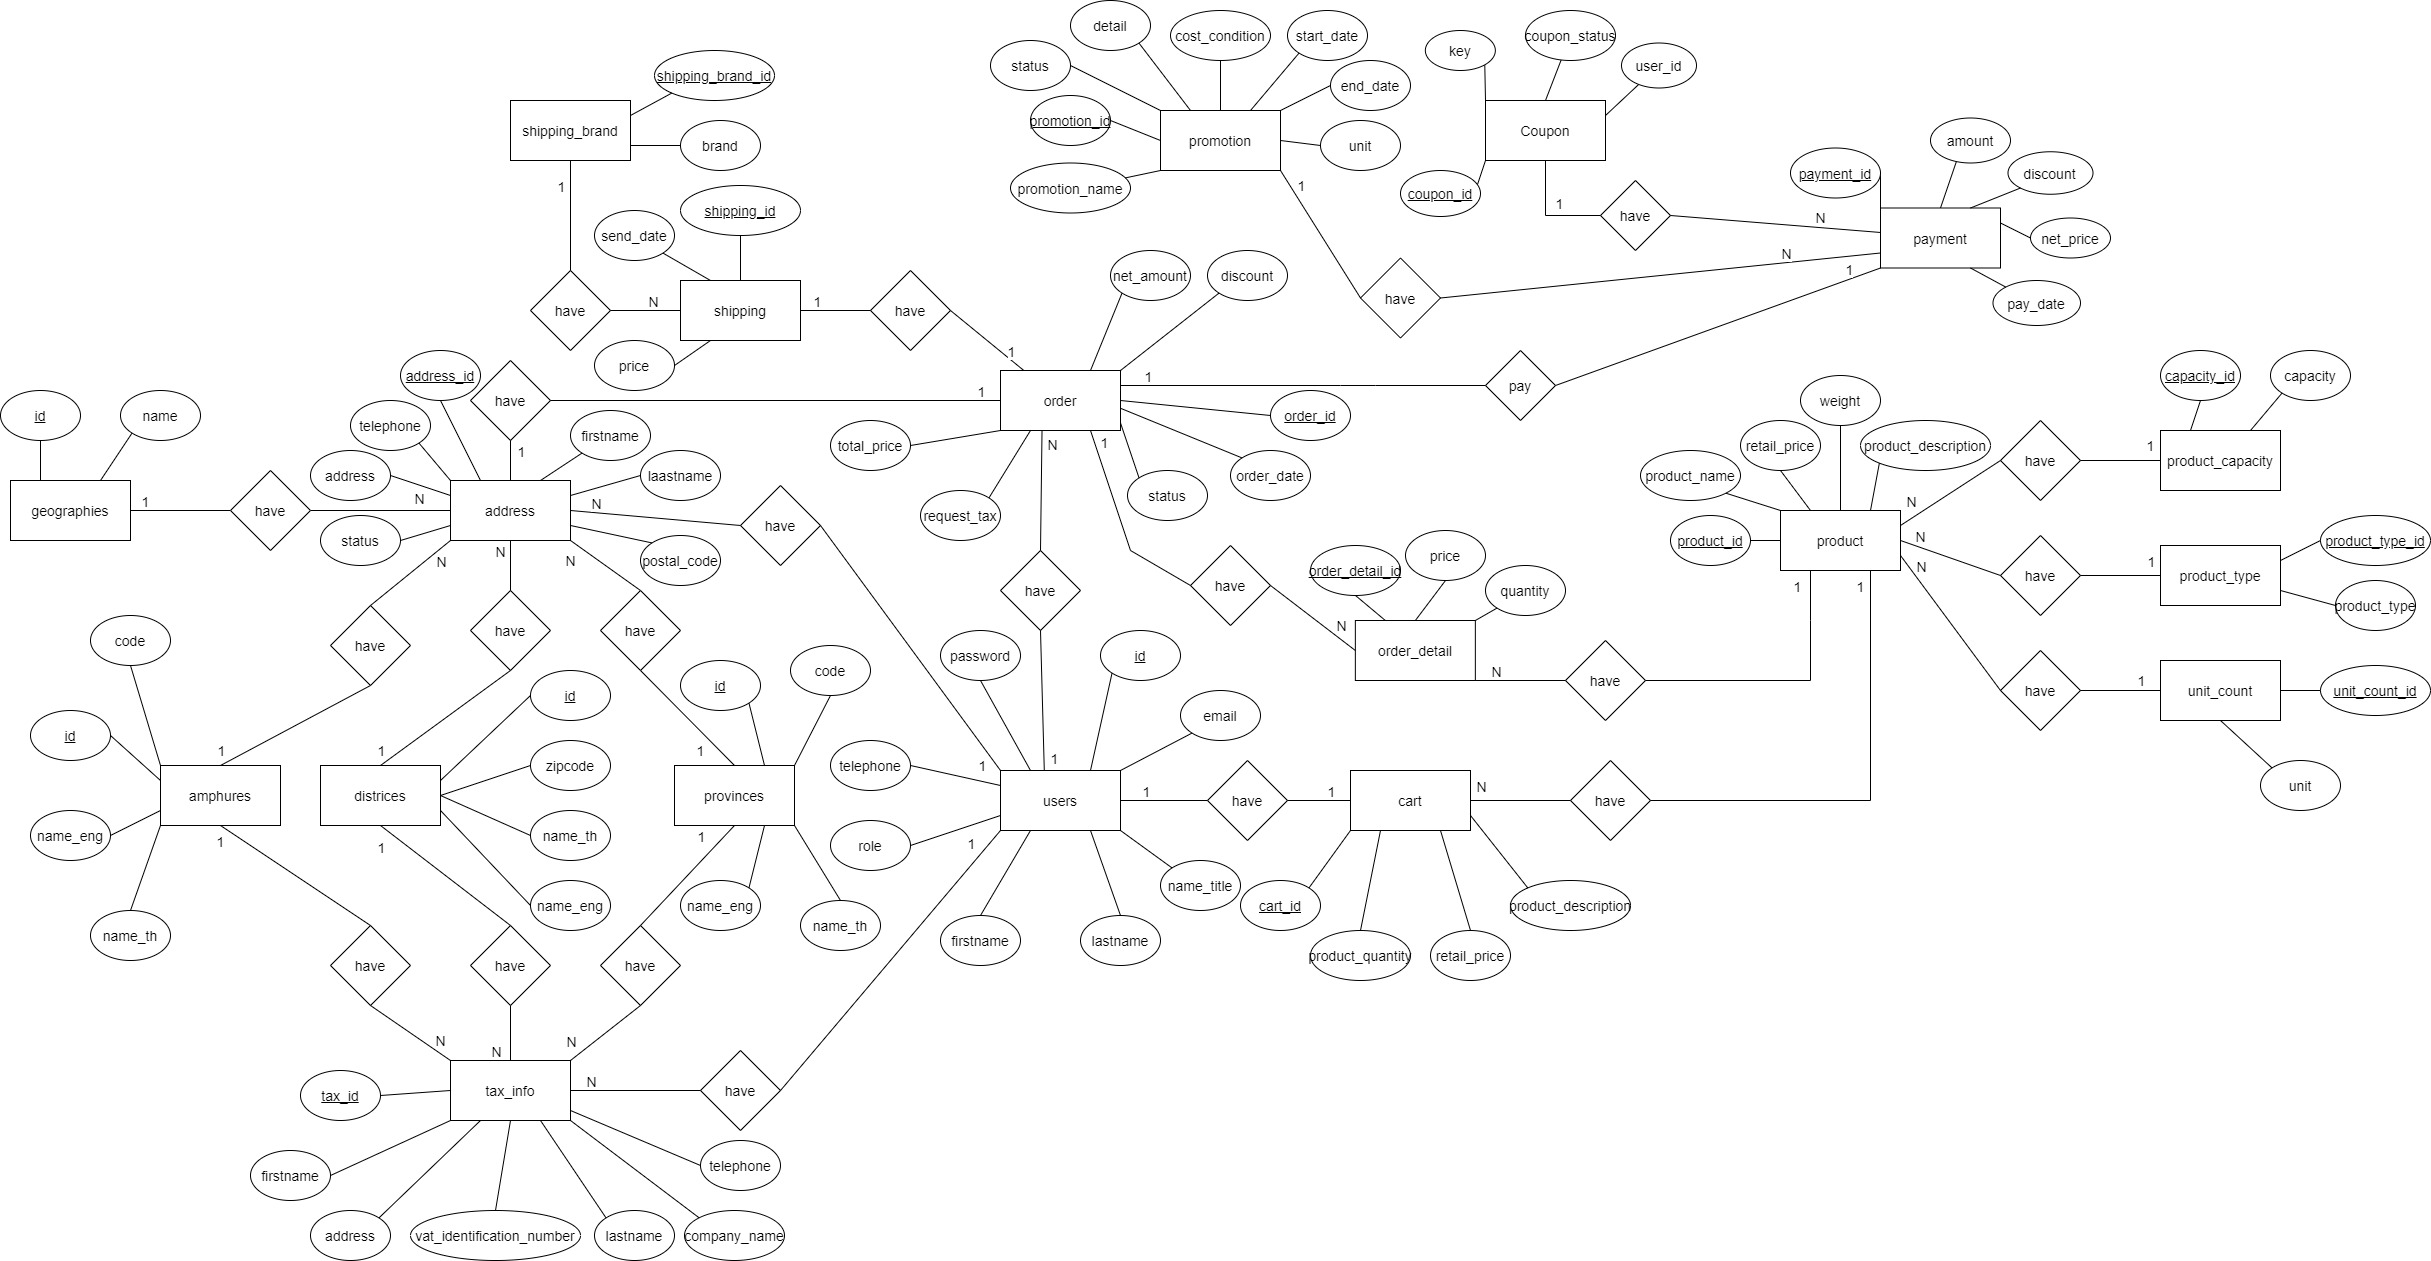 detail
cost_condition
start_date
coupon_status
key
status
user_id
shipping_brand_id
end_date
promotion_id
shipping_brand
brand
promotion
unit
Coupon
amount
promotion_name
1
1
payment_id
discount
coupon_id
shipping_id
1
have
N
send_date
payment
net_price
N
1
net_amount
discount
have
N
shipping
1
have
have
pay_date
price
1
address_id
have
1
order
1
pay
capacity_id
capacity
id
name
telephone
firstname
1
total_price
order_id
weight
N
1
retail_price
product_description
have
1
product_capacity
address
laastname
order_date
product_name
geographies
1
have
N
address
N
request_tax
status
N
status
have
product_id
product
N
product_type_id
N
N
N
postal_code
price
N
have
1
product_type
order_detail_id
have
have
quantity
1
1
product_type
code
have
have
have
N
order_detail
password
id
N
have
1
have
1
unit_count
unit_count_id
id
id
code
email
id
1
1
1
1
1
telephone
zipcode
unit
amphures
districes
provinces
users
1
have
1
cart
N
have
name_eng
1
1
name_th
1
role
1
name_title
name_eng
name_eng
cart_id
product_description
name_th
name_th
firstname
lastname
product_quantity
retail_price
have
have
have
N
N
N
tax_id
tax_info
N
have
firstname
telephone
address
vat_identification_number
lastname
company_name